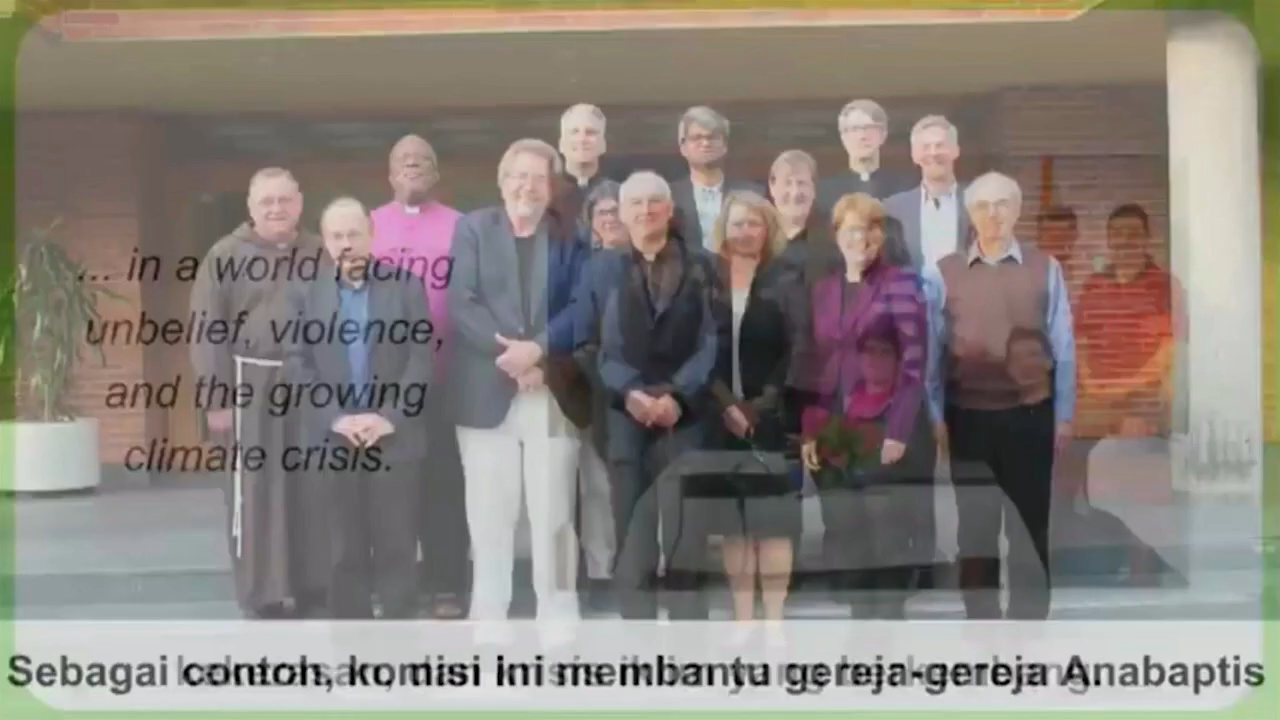 ... in a world facing
unbelief, violence,
and the growing
climate crisis.
Sebagai contoh, komisi ini membantu gereja-gereja Anabaptis